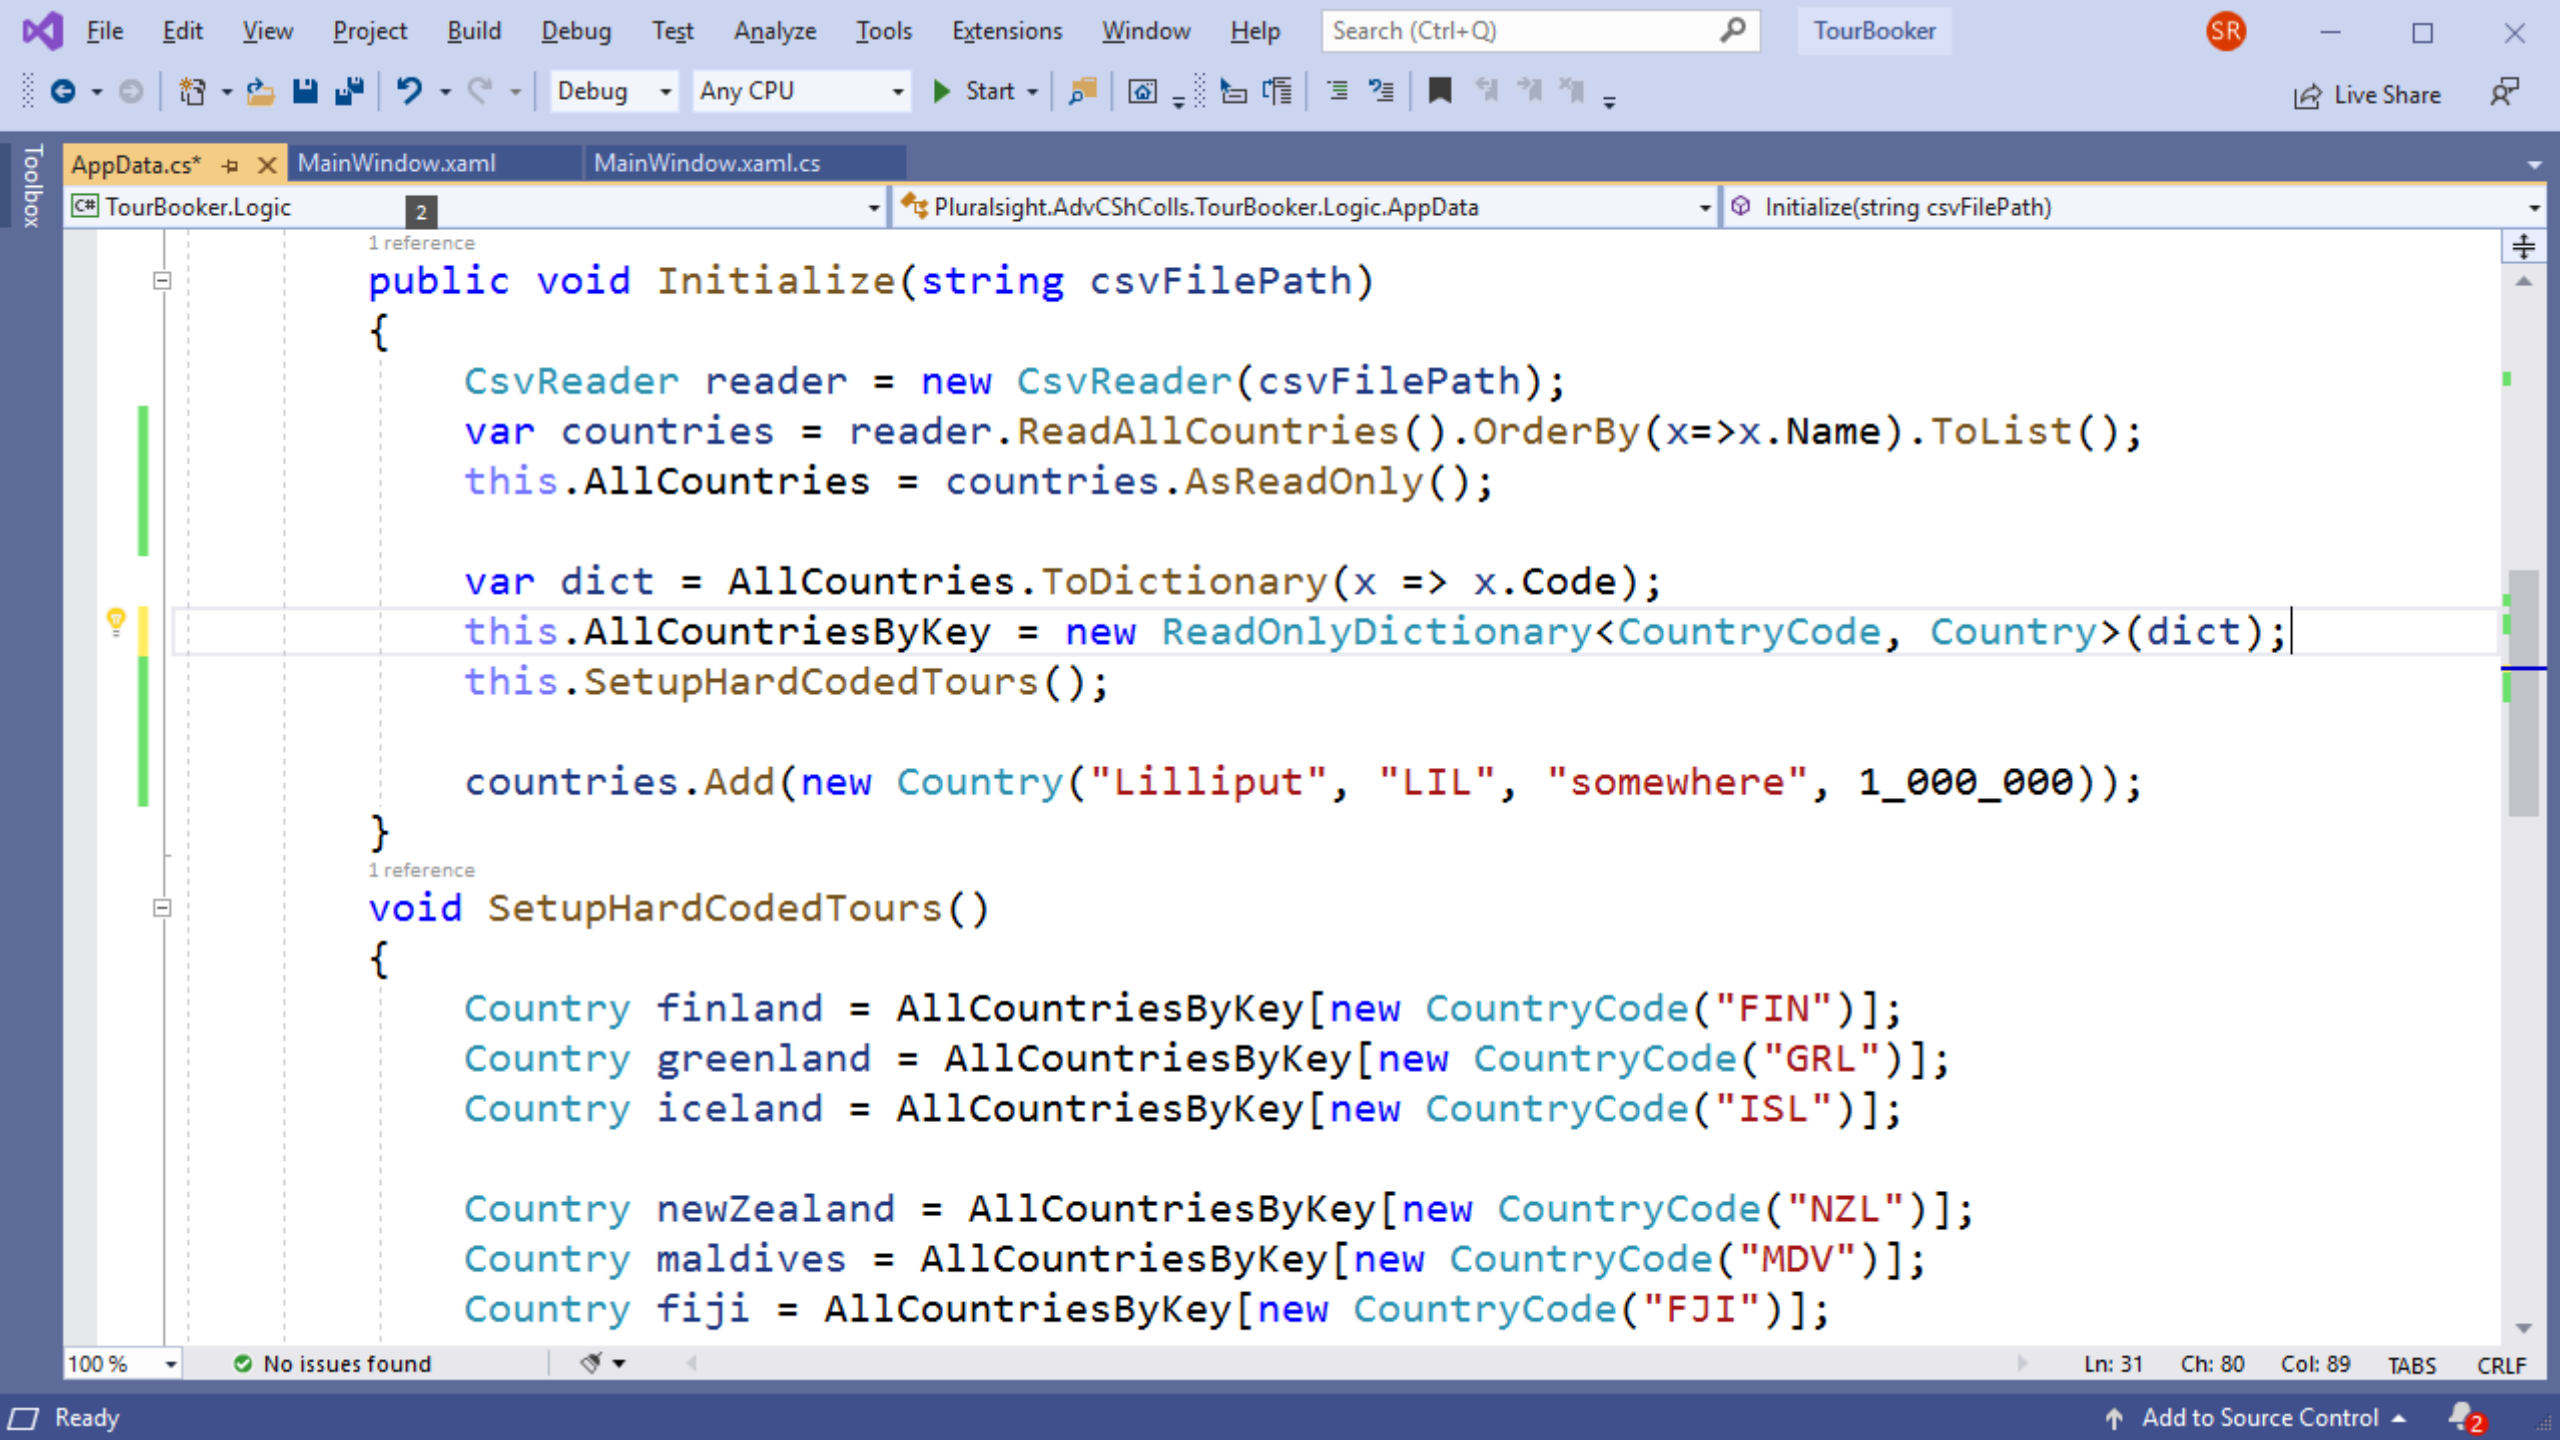 File Edit View Project Build Debug Test Analyze Tools Extensions Window Help Search (Ctrl+Q) TourBooker SR
Debug Any CPU Start Live Share
Toolbox
AppData.cs* MainWindow.xaml MainWindow.xaml.cs
C# TourBooker.Logic 2 Pluralsight.AdvCShColls.TourBooker.Logic.AppData Initialize(string csvFilePath)
1 reference
public void Initialize(string csvFilePath)
{
CsvReader reader = new CsvReader(csvFilePath);
var countries = reader.ReadAllCountries().OrderBy(x=>x.Name).ToList();
this.AllCountries = countries.AsReadOnly();
var dict = AllCountries.ToDictionary(x => x.Code);
this.AllCountriesByKey = new ReadOnlyDictionary<CountryCode, Country>(dict);
this.SetupHardCodedTours();
countries.Add(new Country("Lilliput", "LIL", "somewhere", 1_000_000));
}
1 reference
void SetupHardCodedTours()
{
Country finland = AllCountriesByKey[new CountryCode("FIN")];
Country greenland = AllCountriesByKey[new CountryCode("GRL")];
Country iceland = AllCountriesByKey[new CountryCode("ISL")];
Country newZealand = AllCountriesByKey[new CountryCode("NZL")];
Country maldives = AllCountriesByKey[new CountryCode("MDV")];
Country fiji = AllCountriesByKey[new CountryCode("FJI")];
100 % No issues found Ln: 31 Ch: 80 Col: 89 TABS CRLF
Ready Add to Source Control 2